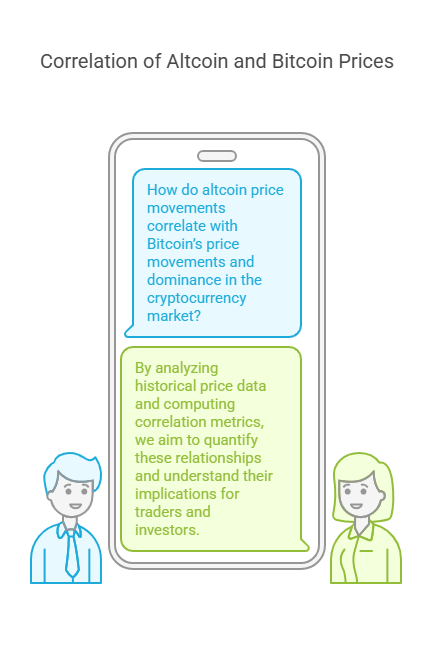 Correlation of Altcoin and Bitcoin Prices
How do altcoin price
movements
correlate with
Bitcoin's price
movements and
dominance in the
cryptocurrency
market?
By analyzing
historical price data
and computing
correlation metrics,
we aim to quantify
these relationships
and understand their
implications for
traders and
investors.